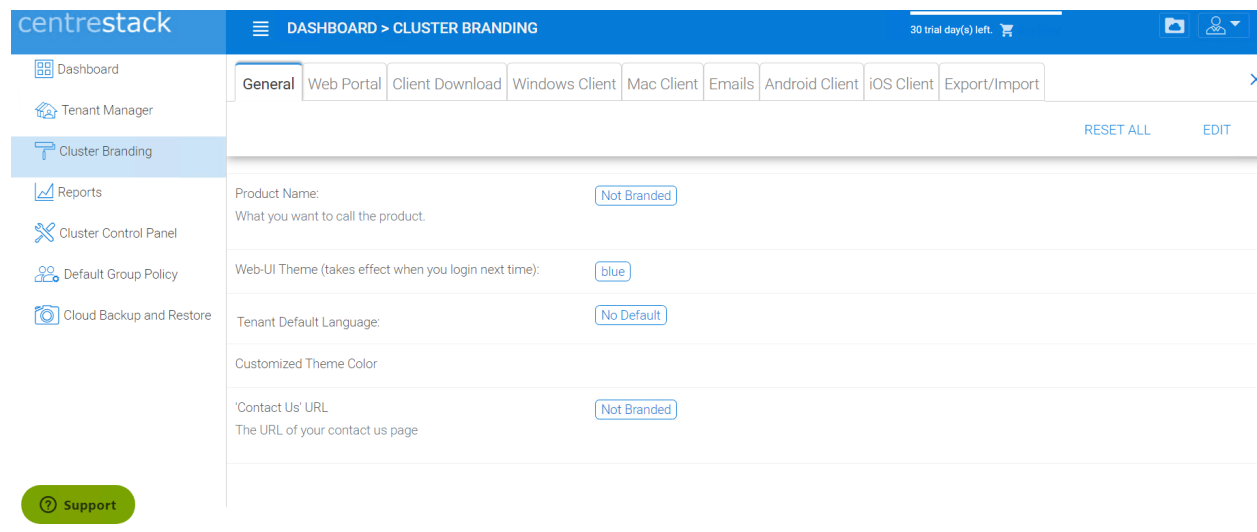 centrestack
DASHBOARD > CLUSTER BRANDING
30 trial day(s) left.
Dashboard
Tenant Manager
Cluster Branding
Reports
Cluster Control Panel
Default Group Policy
Cloud Backup and Restore
Support
General Web Portal Client Download Windows Client Mac Client Emails Android Client iOS Client Export/Import
RESET ALL EDIT
Product Name: Not Branded
What you want to call the product.
Web-UI Theme (takes effect when you login next time): blue
Tenant Default Language: No Default
Customized Theme Color
'Contact Us' URL Not Branded
The URL of your contact us page